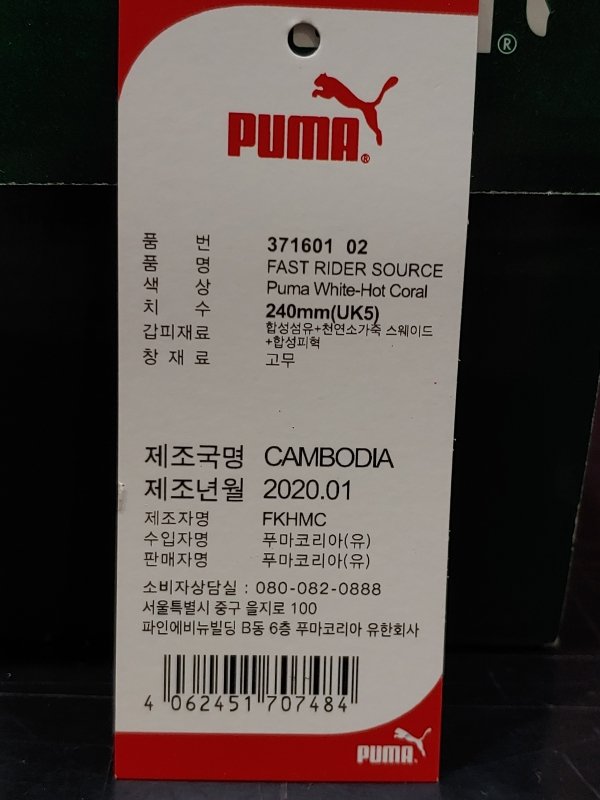 ®
PUMA®
품 번 371601 02
품 명 FAST RIDER SOURCE
색 상 Puma White-Hot Coral
치 수 240mm(UK5)
갑피재료 합성섬유+천연소가죽 스웨이드
+합성피혁
창 재 료 고무
제조국명 CAMBODIA
제조년월 2020.01
제조자명 FKHMC
수입자명 푸마코리아(유)
판매자명 푸마코리아(유)
소비자상담실 : 080-082-0888
서울특별시 중구 을지로 100
파인에비뉴빌딩 B동 6층 푸마코리아 유한회사
4 062451 707484
PUMA